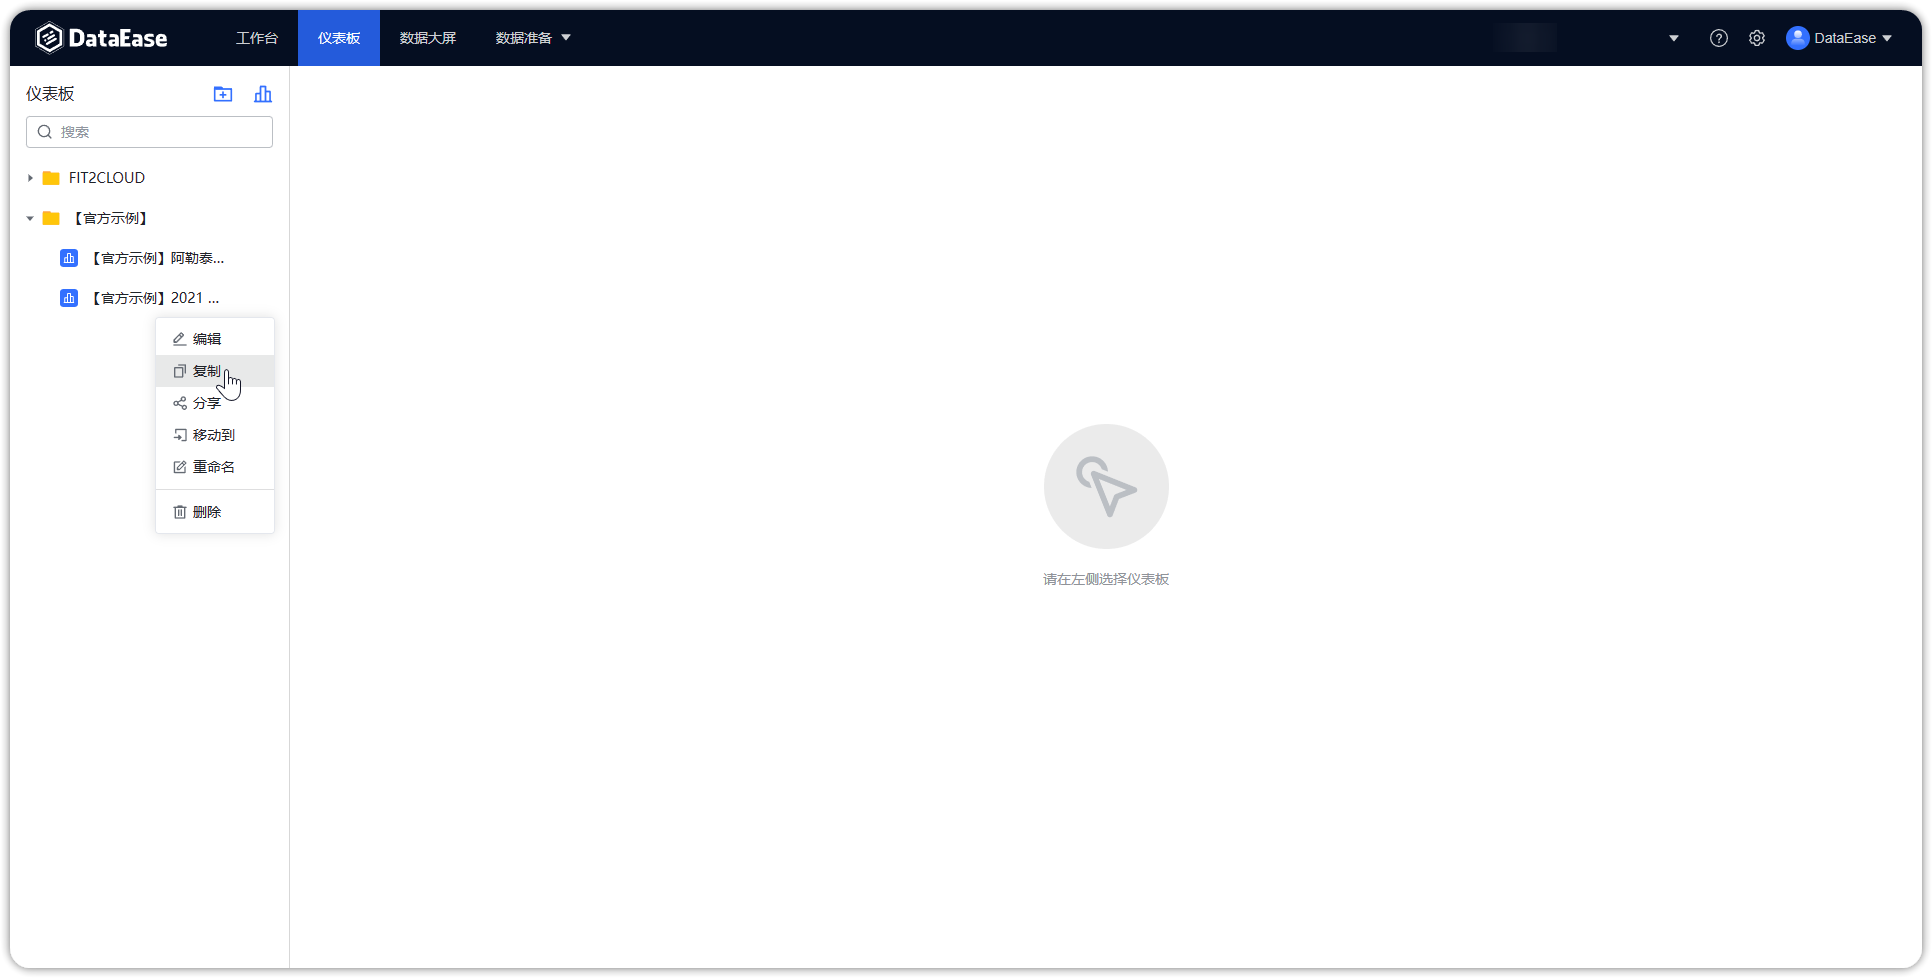 DataEase 工作台 仪表板 数据大屏 数据准备 DataEase
仪表板
搜索
FIT2CLOUD
【官方示例】
【官方示例】阿勒泰...
【官方示例】2021 ...
编辑
复制
分享
移动到
重命名
删除
请在左侧选择仪表板